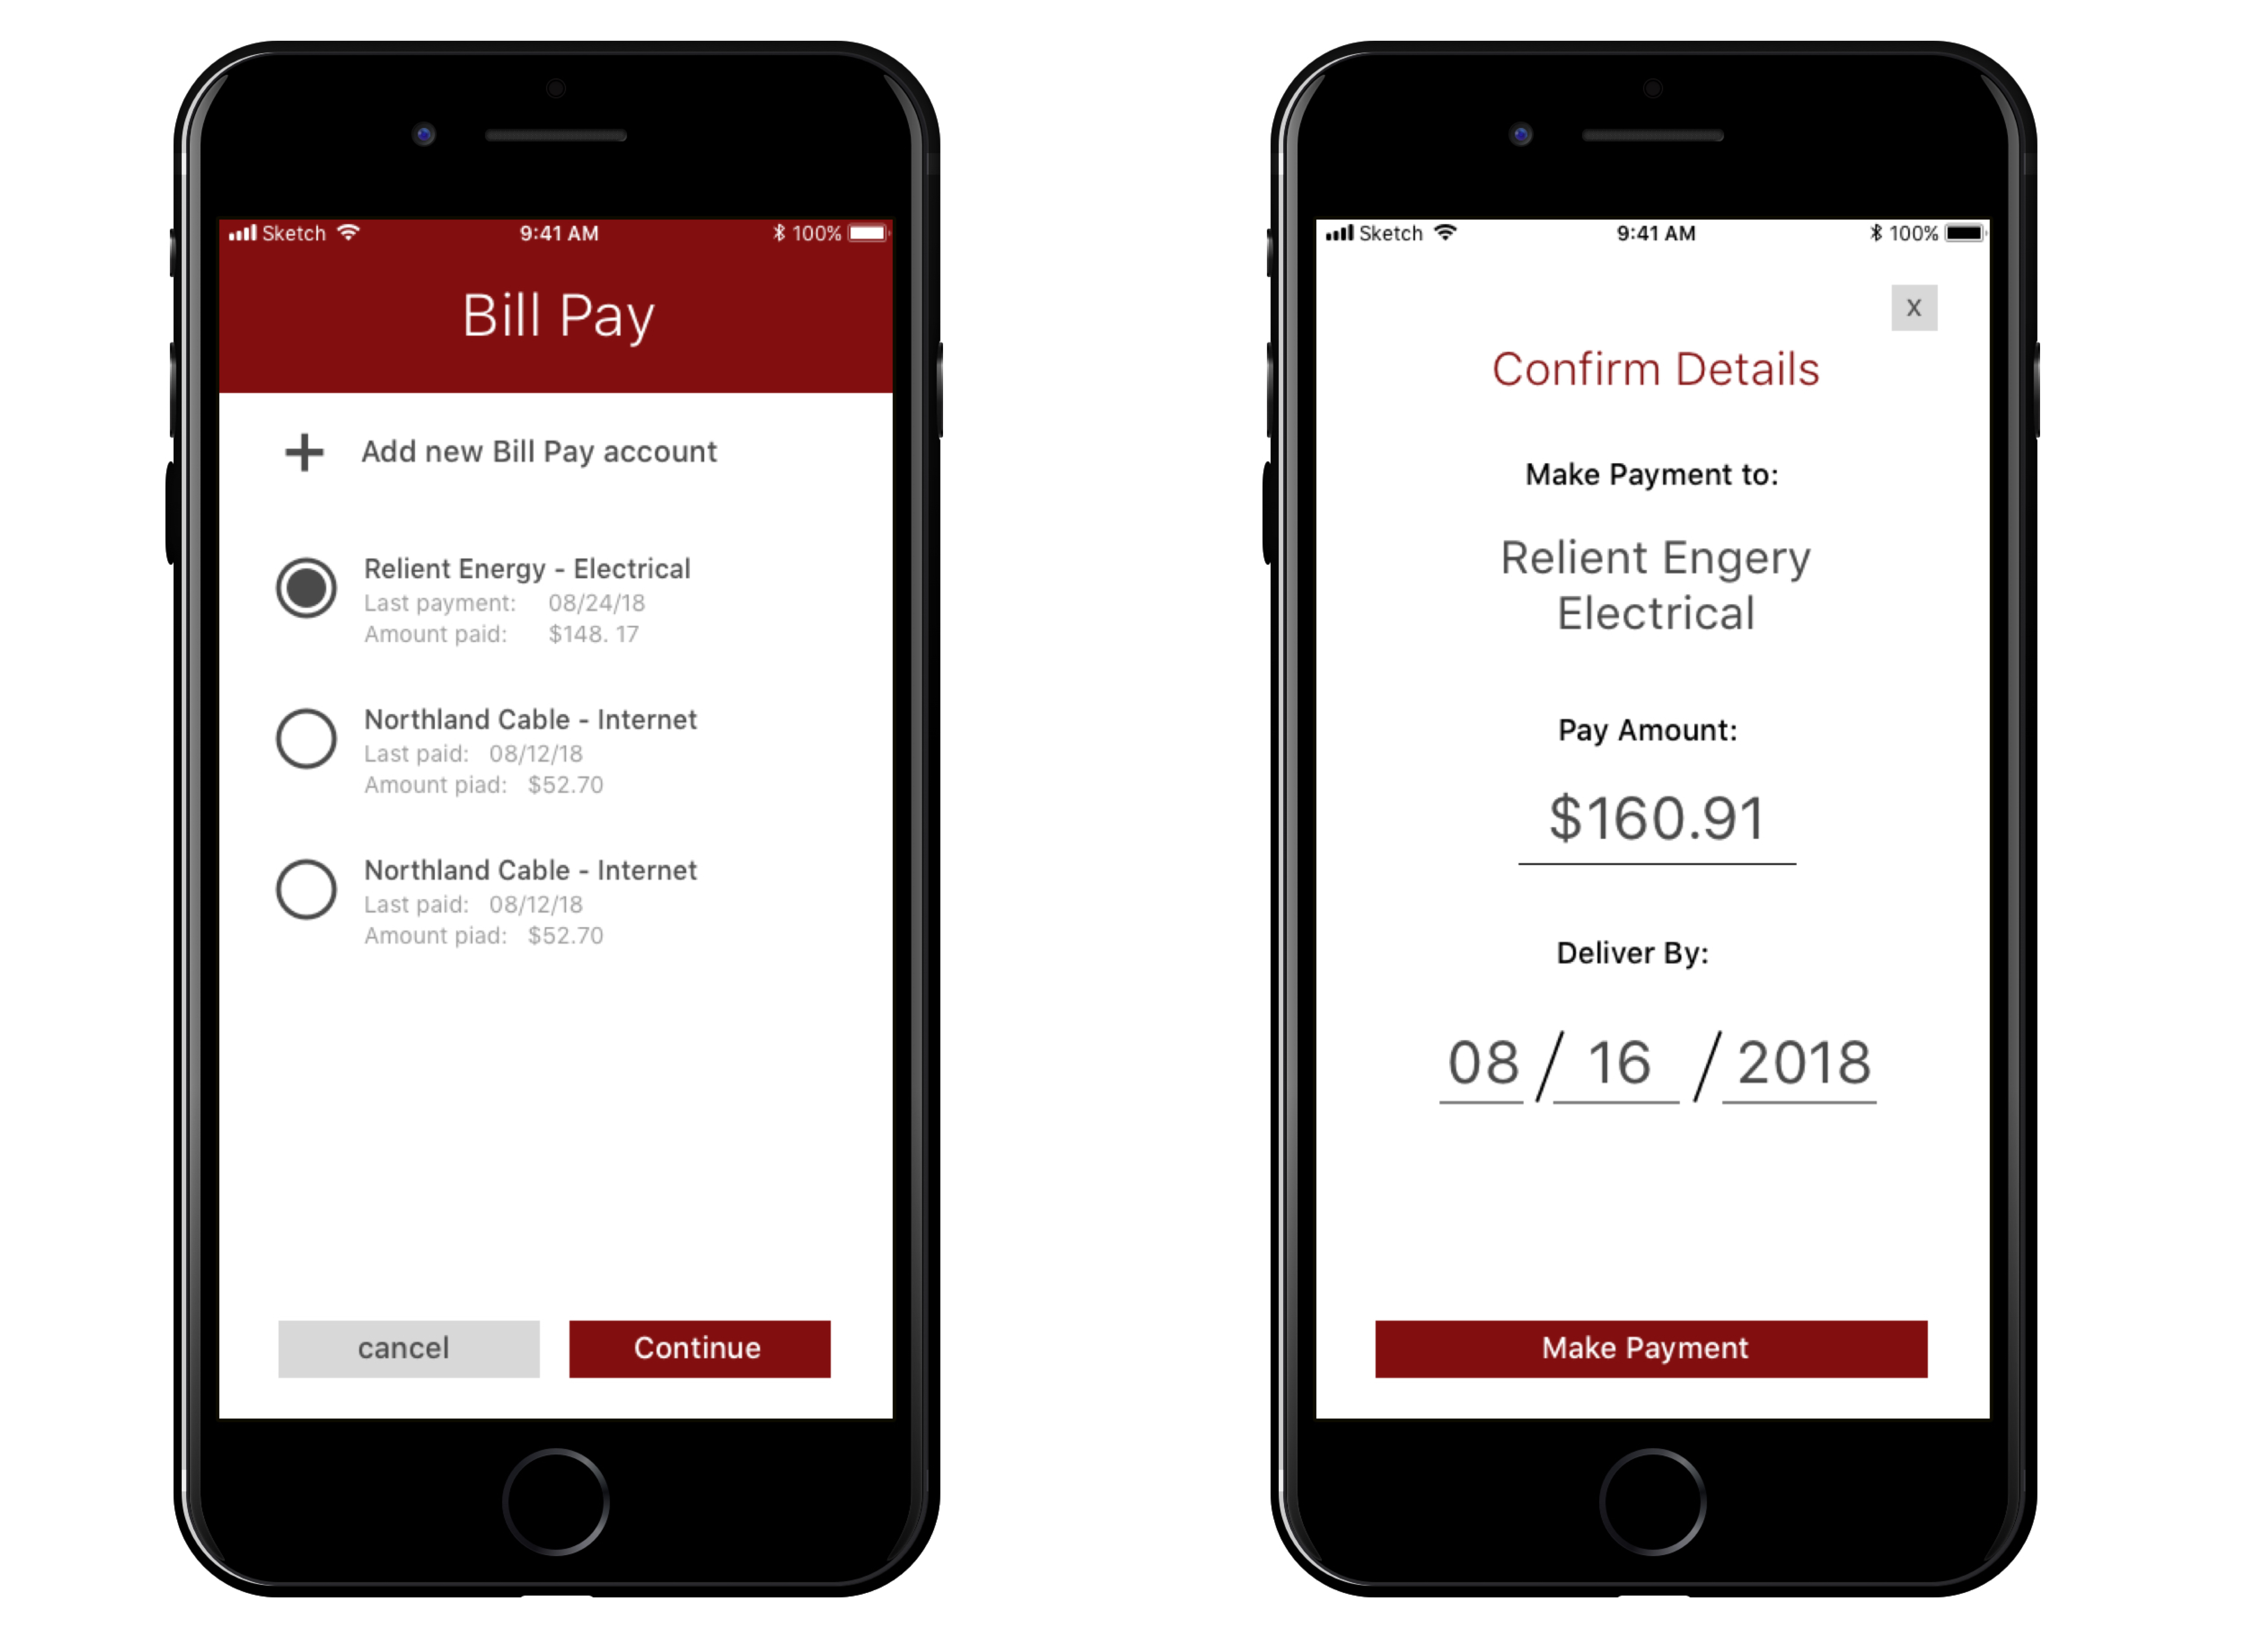 Sketch 9:41 AM 100%
Bill Pay
Add new Bill Pay account
Relient Energy - Electrical
Last payment: 08/24/18
Amount paid: $148. 17
Northland Cable - Internet
Last paid: 08/12/18
Amount piad: $52.70
Northland Cable - Internet
Last paid: 08/12/18
Amount piad: $52.70
cancel Continue
Sketch 9:41 AM 100%
X
Confirm Details
Make Payment to:
Relient Engery
Electrical
Pay Amount:
$160.91
Deliver By:
08 / 16 / 2018
Make Payment